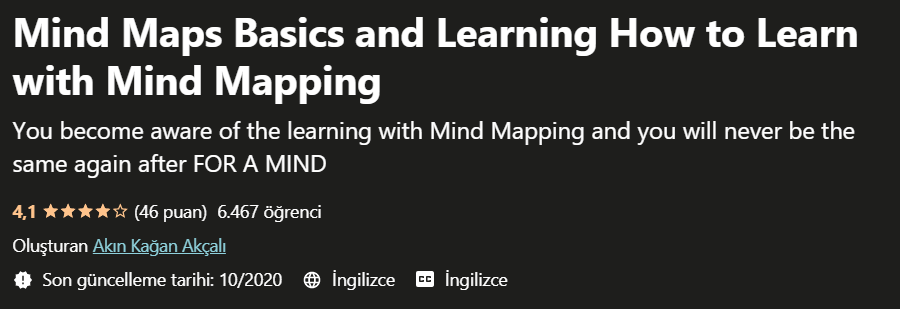 Mind Maps Basics and Learning How to Learn
with Mind Mapping
You become aware of the learning with Mind Mapping and you will never be the
same again after FOR A MIND
4,1 (46 puan) 6.467 öğrenci
Oluşturan Akın Kağan Akçalı
Son güncelleme tarihi: 10/2020 İngilizce CC İngilizce